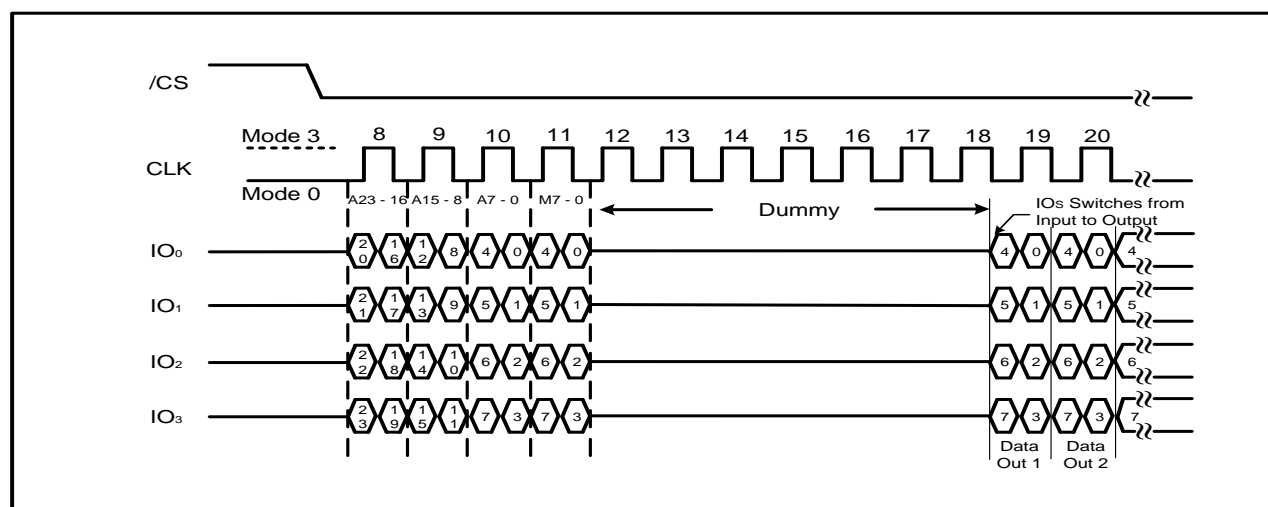 /CS
Mode 3 8 9 10 11 12 13 14 15 16 17 18 19 20
CLK
Mode 0
A23 - 16 A15 - 8 A7 - 0 M7 - 0
Dummy
IOs Switches from
Input to Output
IO0 20 16 12 8 4 0 4 0 4 0 4 0 4
IO1 21 17 13 9 5 1 5 1 5 1 5 1 5
IO2 22 18 14 10 6 2 6 2 6 2 6 2 6
IO3 23 19 15 11 7 3 7 3 7 3 7 3 7
Data Out 1
Data Out 2